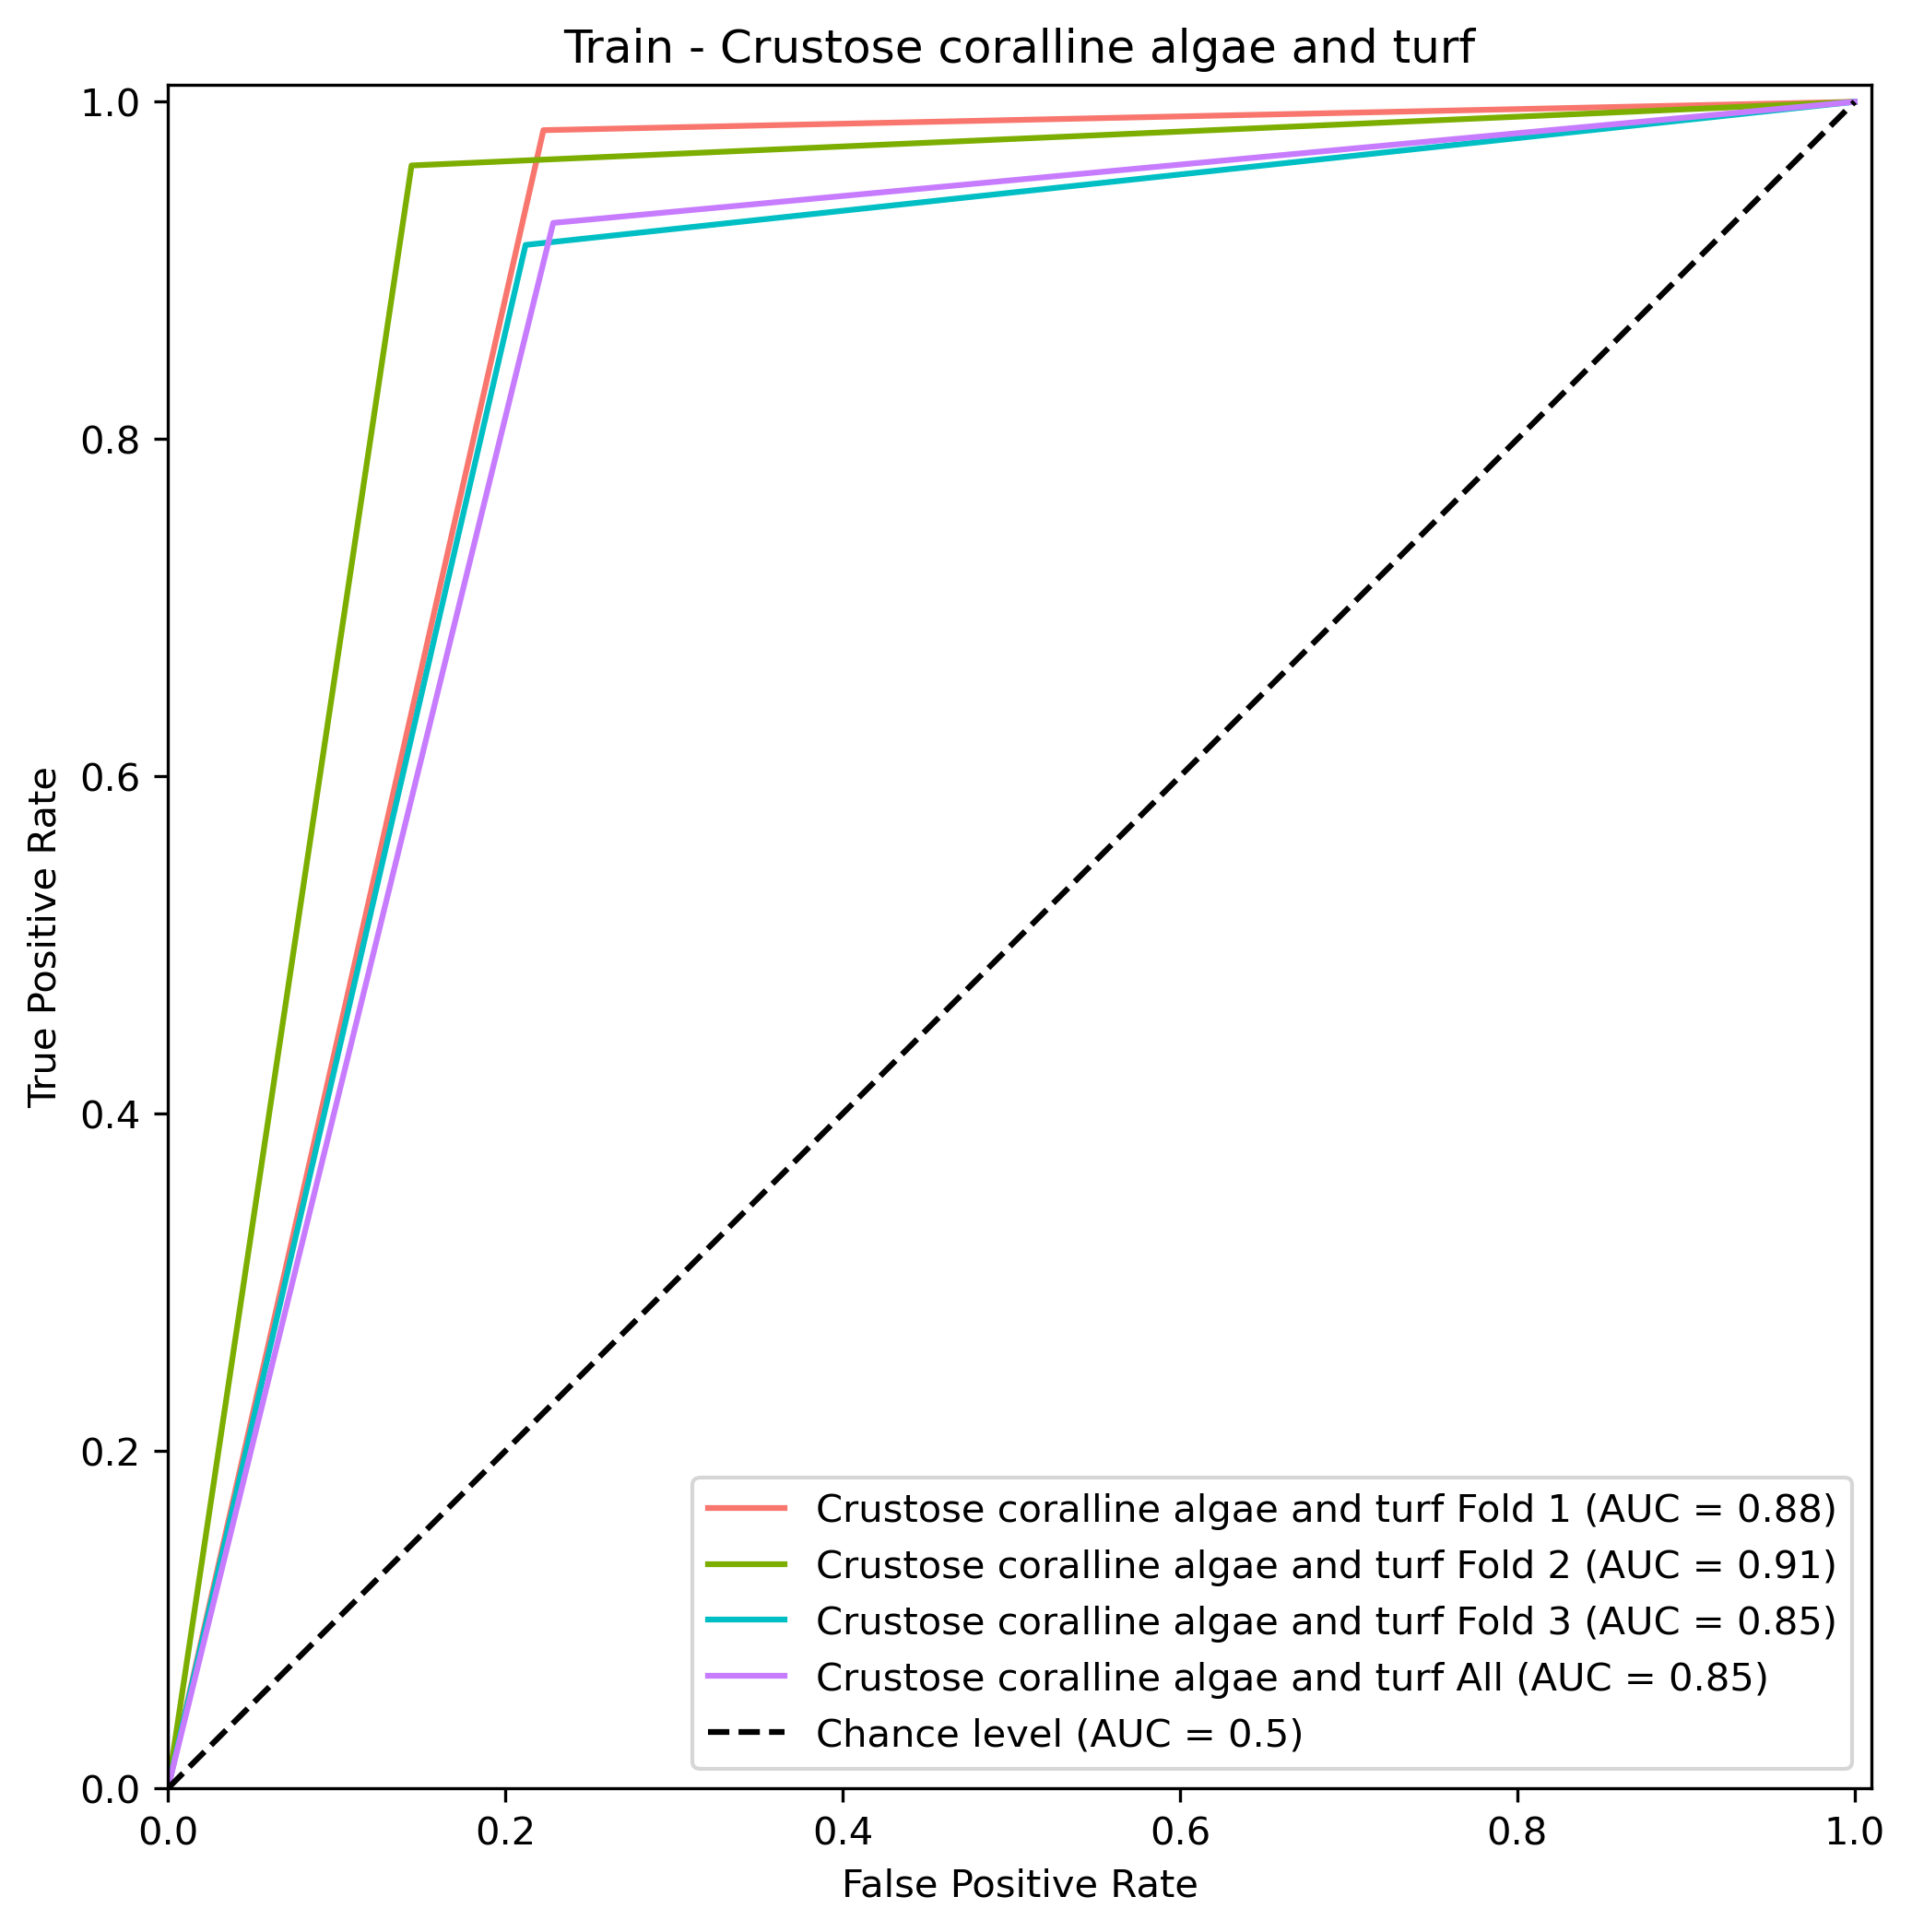 Train - Crustose coralline algae and turf
1.0
0.8
0.6
0.4
0.2
0.0
True Positive Rate
Crustose coralline algae and turf Fold 1 (AUC = 0.88)
Crustose coralline algae and turf Fold 2 (AUC = 0.91)
Crustose coralline algae and turf Fold 3 (AUC = 0.85)
Crustose coralline algae and turf All (AUC = 0.85)
Chance level (AUC = 0.5)
0.0 0.2 0.4 0.6 0.8 1.0
False Positive Rate